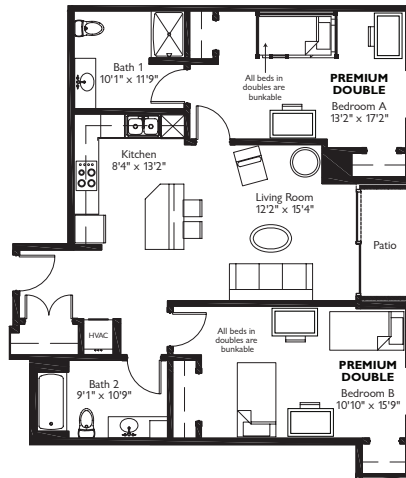 Bath 1
10'1" x 11'9"
All beds in
doubles are
bunkable
PREMIUM
DOUBLE
Bedroom A
13'2" x 17'2"
Kitchen
8'4" x 13'2"
Living Room
12'2" x 15'4"
Patio
HVAC
All beds in
doubles are
bunkable
PREMIUM
DOUBLE
Bedroom B
10'10" x 15'9"
Bath 2
9'1" x 10'9"